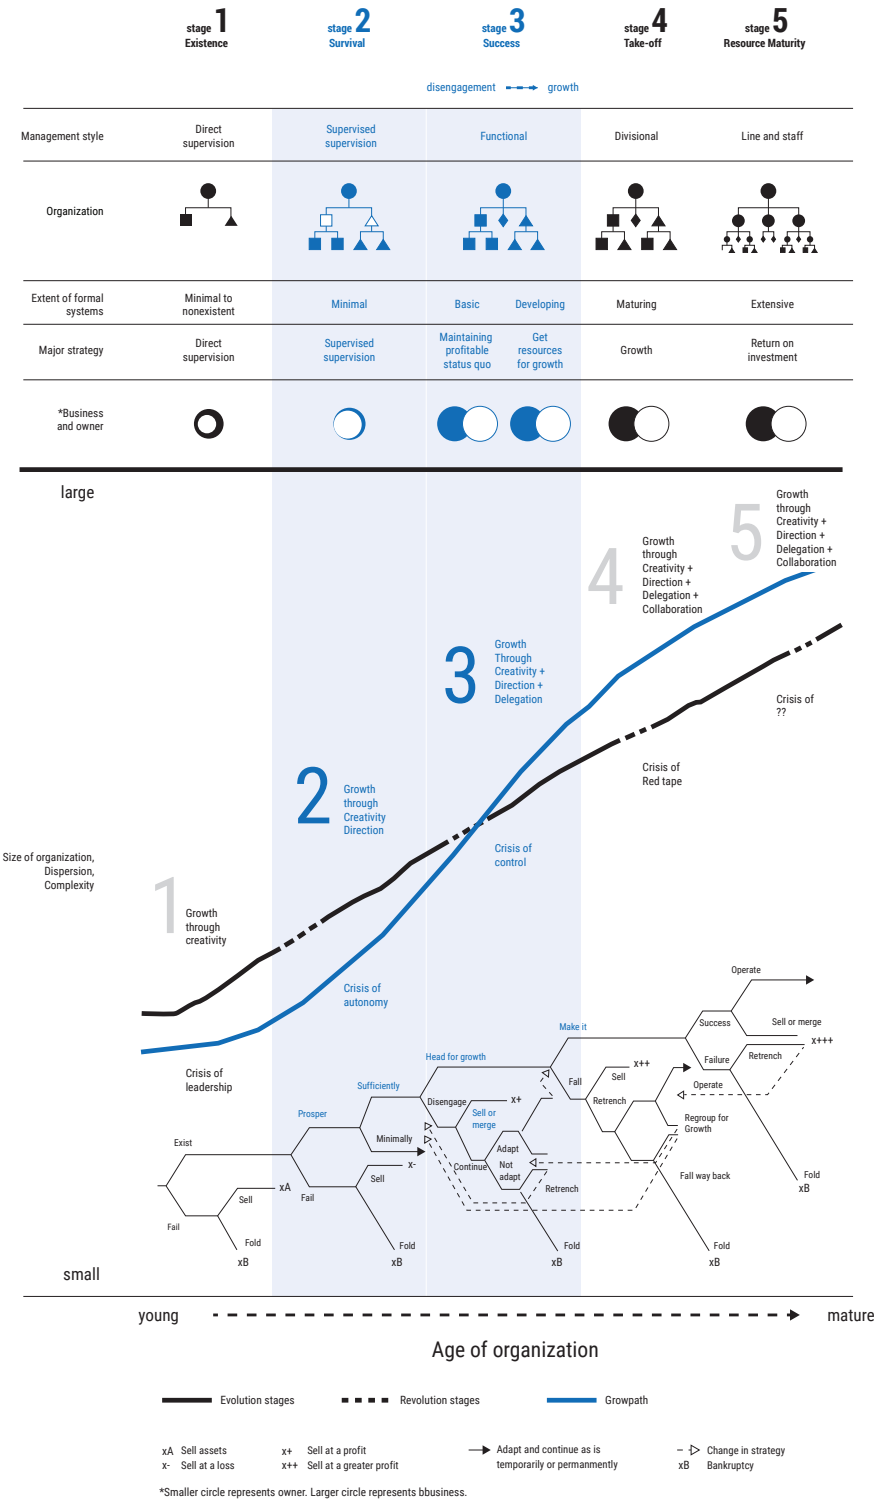 stage 1
Existence
stage 2
Survival
stage 3
Success
stage 4
Take-off
stage 5
Resource Maturity
disengagement
growth
Management style
Direct
supervision
Supervised
supervision
Functional
Divisional
Line and staff
Organization
Extent of formal
systems
Minimal to
nonexistent
Minimal
Basic
Developing
Maturing
Extensive
Major strategy
Direct
supervision
Supervised
supervision
Maintaining
profitable
status quo
Get
resources
for growth
Growth
Return on
investment
*Business
and owner
large
5
Growth
through
Creativity +
Direction +
Delegation +
Collaboration
4
Growth
through
Creativity +
Direction +
Delegation +
Collaboration
3
Growth
Through
Creativity +
Direction +
Delegation
Crisis of
??
Crisis of
Red tape
2
Growth
through
Creativity
Direction
Crisis of
control
Size of organization,
Dispersion,
Complexity
1
Growth
through
creativity
Crisis of
autonomy
Crisis of
leadership
Operate
Success
Sell or merge
Make it
x+++
Head for growth
Failure
Retrench
Sufficiently
Fall
Sell
x++
Operate
Disengage
x+
Retrench
Prosper
Sell or
merge
Regroup for
Growth
Exist
Minimally
Adapt
x-
Continue
Not
adapt
Sell
Fall way back
Fold
xB
Sell
xA
Fail
Retrench
Fail
Fold
xB
Fold
xB
Fold
xB
Fold
xB
small
young
mature
Age of organization
Evolution stages
Revolution stages
Growpath
xA Sell assets
x- Sell at a loss
x+ Sell at a profit
x++ Sell at a greater profit
Adapt and continue as is
temporarily or permanmently
Change in strategy
xB Bankruptcy
*Smaller circle represents owner. Larger circle represents bbusiness.